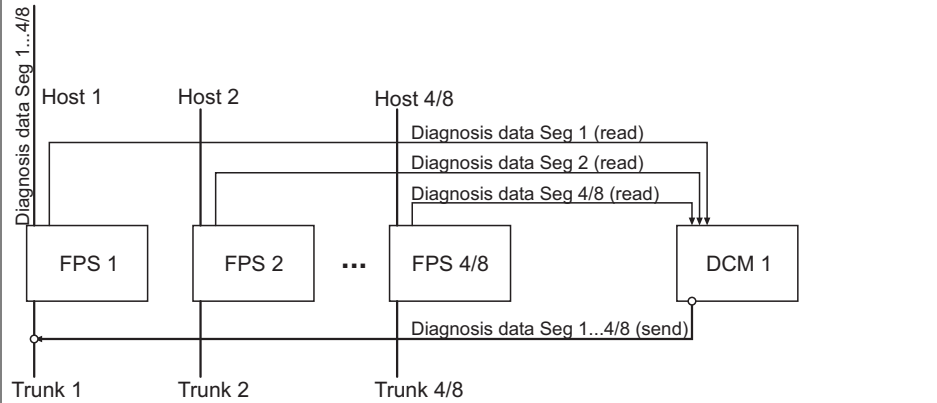 Diagnosis data Seg 1...4/8
Host 1
Host 2
Host 4/8
Diagnosis data Seg 1 (read)
Diagnosis data Seg 2 (read)
Diagnosis data Seg 4/8 (read)
FPS 1
FPS 2
...
FPS 4/8
DCM 1
Diagnosis data Seg 1...4/8 (send)
Trunk 1
Trunk 2
Trunk 4/8